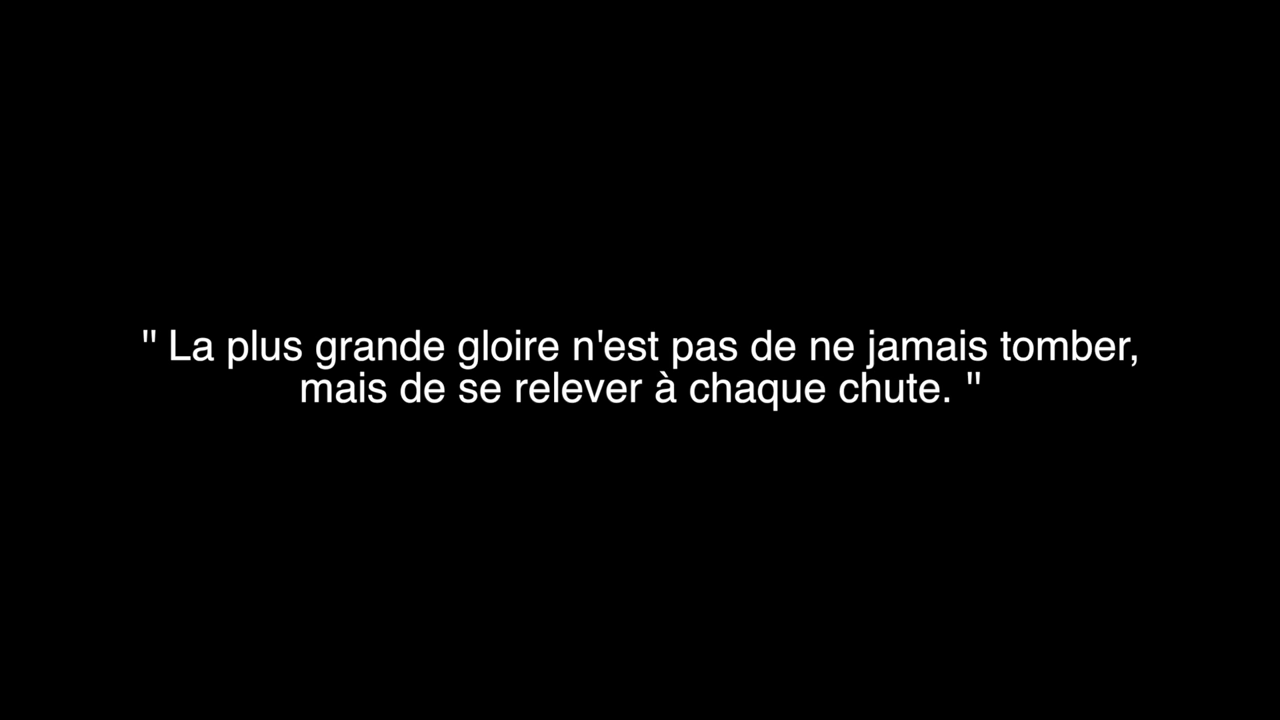 " La plus grande gloire n'est pas de ne jamais tomber,
mais de se relever à chaque chute. "